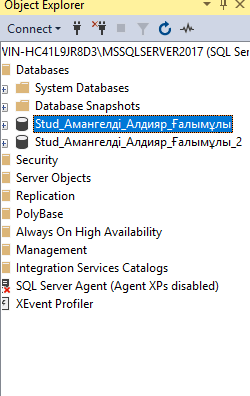 Object Explorer
Connect
VIN-HC41L9JR8D3\MSSQLSERVER2017 (SQL Ser
Databases
System Databases
Database Snapshots
Stud_Амангелді_Алдияр_Ғалымұлы
Stud_Амангелді_Алдияр_Ғалымұлы_2
Security
Server Objects
Replication
PolyBase
Always On High Availability
Management
Integration Services Catalogs
SQL Server Agent (Agent XPs disabled)
XEvent Profiler